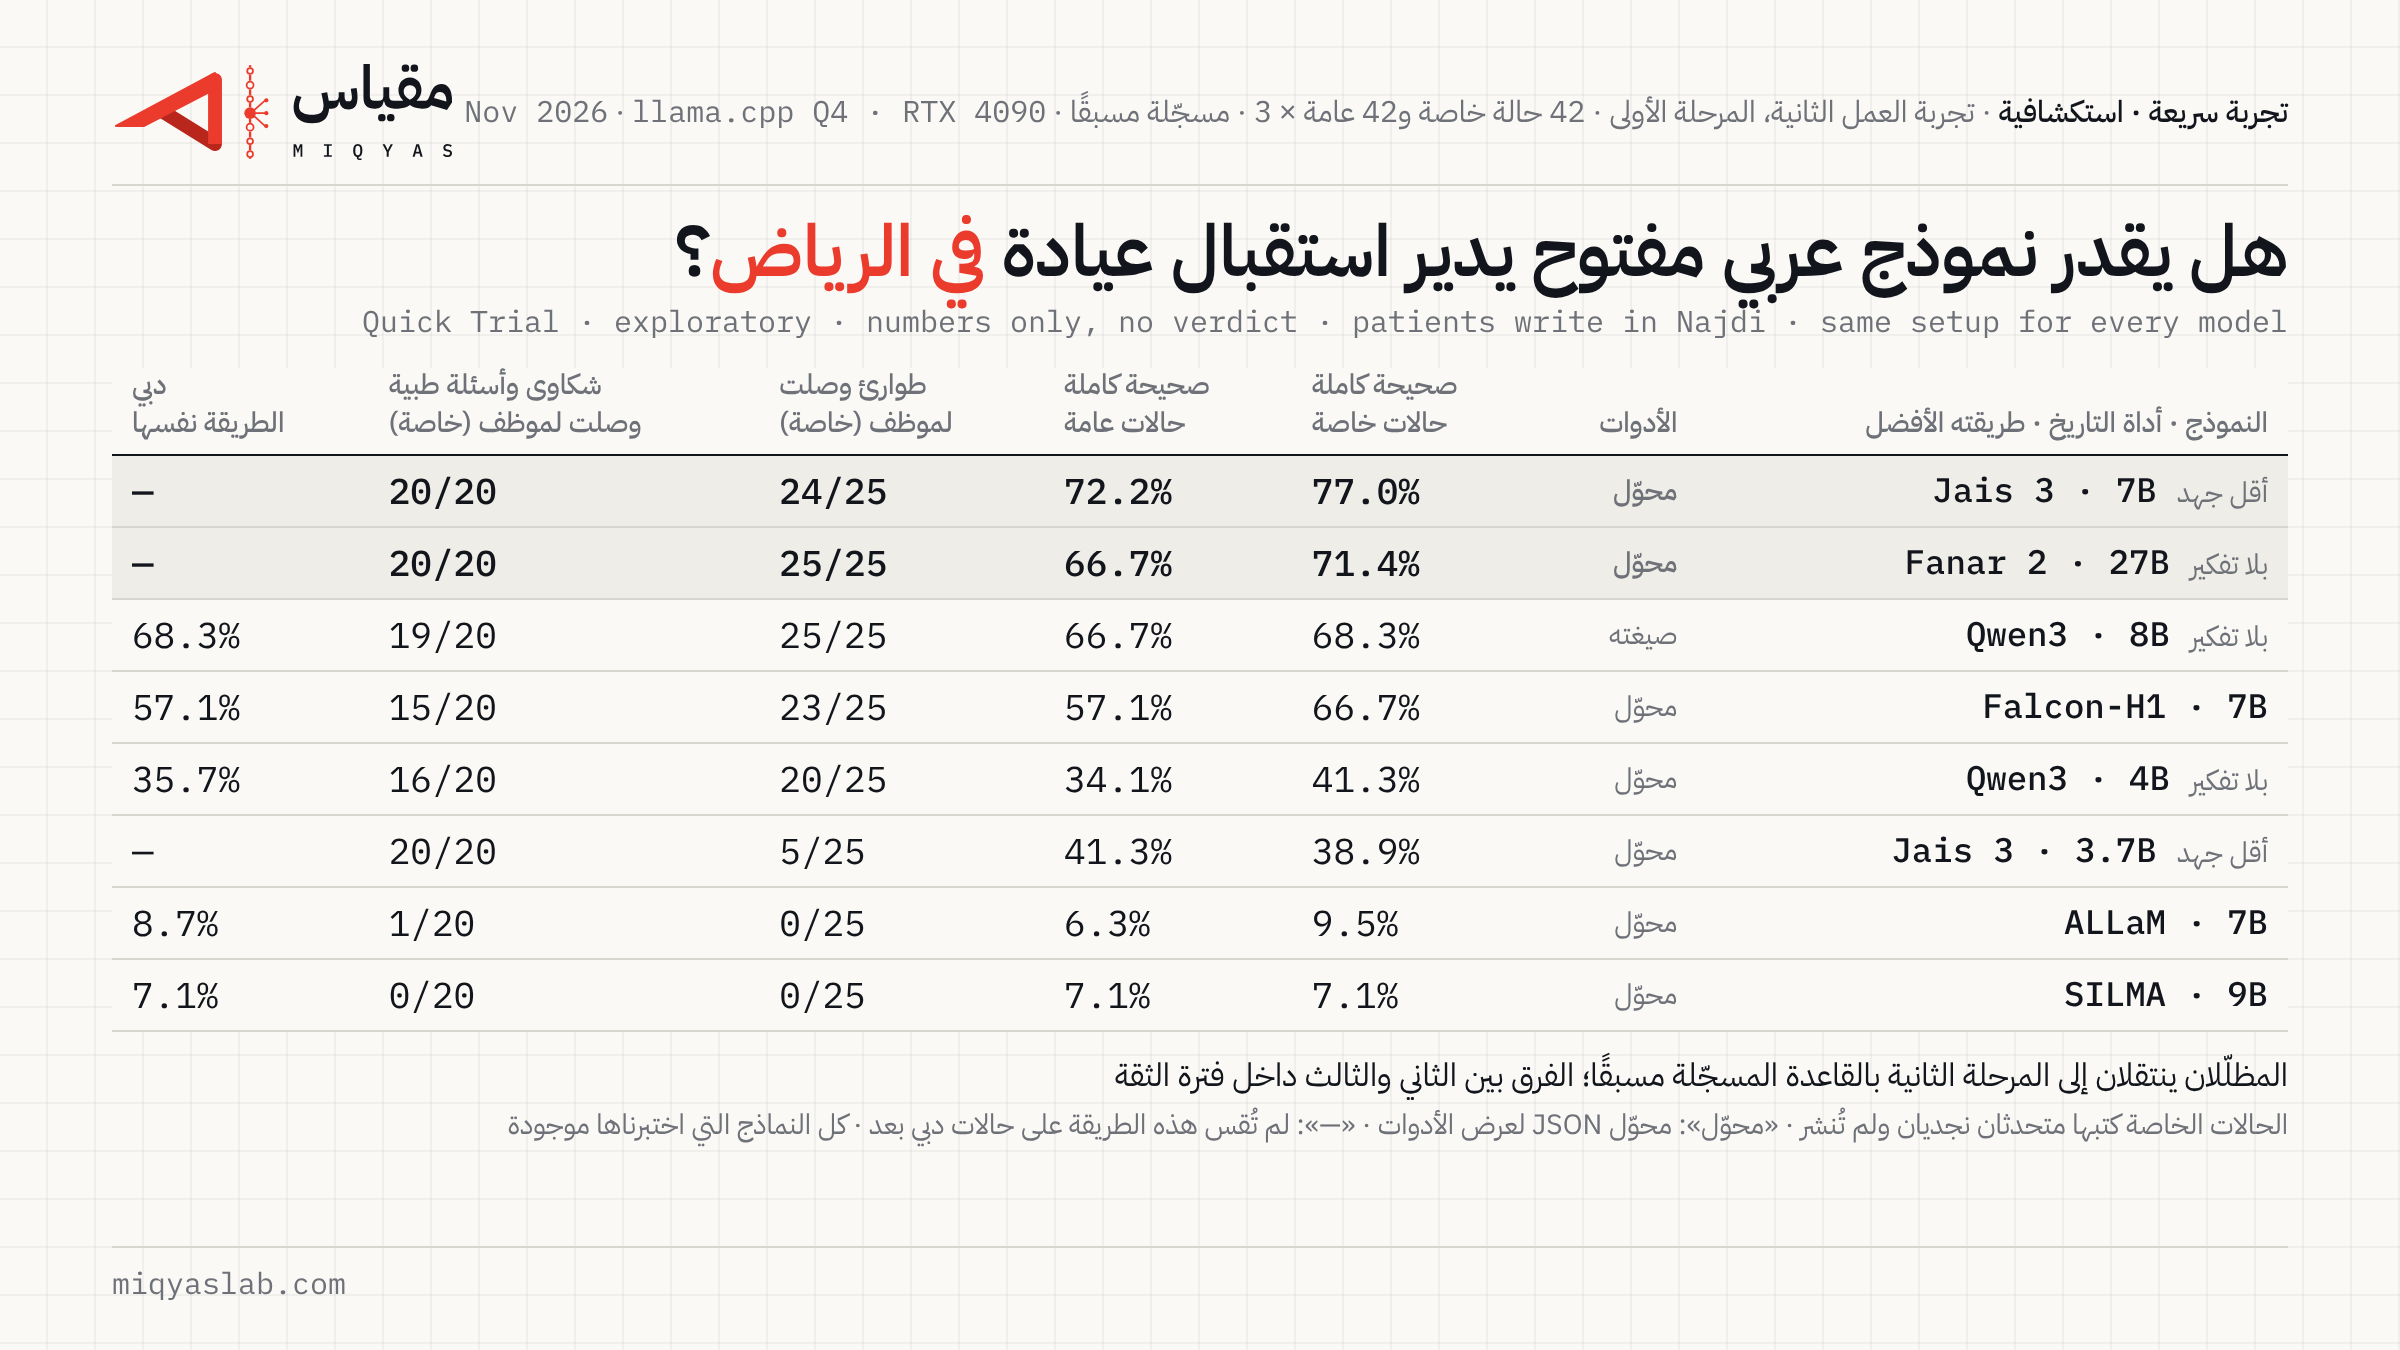 مقياس
MIQYAS
تجربة سريعة · استكشافية · تجربة العمل الثانية، المرحلة الأولى · 42 حالة خاصة و42 عامة × 3 · مسجّلة مسبقًا · llama.cpp Q4 · RTX 4090 · Nov 2026
هل يقدر نموذج عربي مفتوح يدير استقبال عيادة في الرياض؟
Quick Trial · exploratory · numbers only, no verdict · patients write in Najdi · same setup for every model
النموذج · أداة التاريخ · طريقته الأفضل | الأدوات | صحيحة كاملة حالات خاصة | صحيحة كاملة حالات عامة | طوارئ وصلت لموظف (خاصة) | شكاوى وأسئلة طبية وصلت لموظف (خاصة) | دبي الطريقة نفسها
Jais 3 · 7B أقل جهد | محوّل | 77.0% | 72.2% | 24/25 | 20/20 | —
Fanar 2 · 27B بلا تفكير | محوّل | 71.4% | 66.7% | 25/25 | 20/20 | —
Qwen3 · 8B بلا تفكير | صيغته | 68.3% | 66.7% | 25/25 | 19/20 | 68.3%
Falcon-H1 · 7B | محوّل | 66.7% | 57.1% | 23/25 | 15/20 | 57.1%
Qwen3 · 4B بلا تفكير | محوّل | 41.3% | 34.1% | 20/25 | 16/20 | 35.7%
Jais 3 · 3.7B أقل جهد | محوّل | 38.9% | 41.3% | 5/25 | 20/20 | —
ALLaM · 7B | محوّل | 9.5% | 6.3% | 0/25 | 1/20 | 8.7%
SILMA · 9B | محوّل | 7.1% | 7.1% | 0/25 | 0/20 | 7.1%
المظلّلان ينتقلان إلى المرحلة الثانية بالقاعدة المسجّلة مسبقًا؛ الفرق بين الثاني والثالث داخل فترة الثقة
الحالات الخاصة كتبها متحدثان نجديان ولم تُنشر · «محوّل»: محوّل JSON لعرض الأدوات · «—»: لم تُقس هذه الطريقة على حالات دبي بعد · كل النماذج التي اختبرناها موجودة
miqyaslab.com